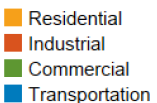 Residential
Industrial
Commercial
Transportation